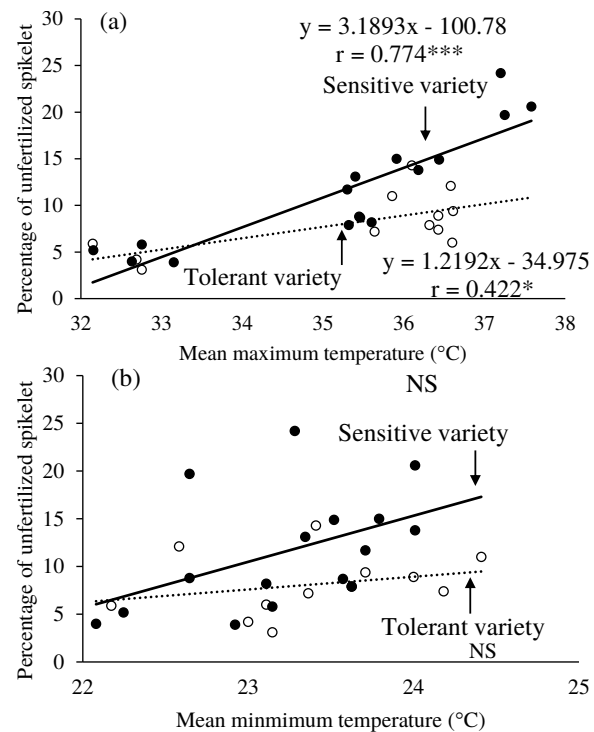 (a)
y = 3.1893x - 100.78
r = 0.774***
Sensitive variety
Percentage of unfertilized spikelet
30
25
20
15
10
5
0
Tolerant variety
y = 1.2192x - 34.975
r = 0.422*
32 33 34 35 36 37 38
Mean maximum temperature (°C)
(b)
NS
Sensitive variety
Percentage of unfertilized spikelet
30
25
20
15
10
5
0
Tolerant variety
NS
22 23 24 25
Mean minmimum temperature (°C)